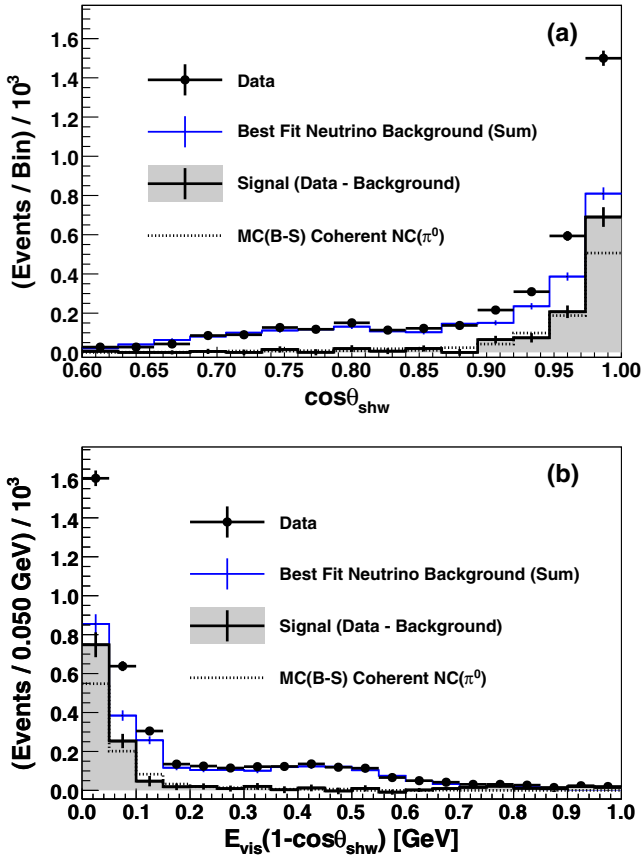 (a)
(Events / Bin) / 10³
1.6
1.4
1.2
1.0
0.8
0.6
0.4
0.2
0.0
Data
Best Fit Neutrino Background (Sum)
Signal (Data - Background)
MC(B-S) Coherent NC(π⁰)
0.60 0.65 0.70 0.75 0.80 0.85 0.90 0.95 1.00
cosθshw
(b)
(Events / 0.050 GeV) / 10³
1.6
1.4
1.2
1.0
0.8
0.6
0.4
0.2
0.0
Data
Best Fit Neutrino Background (Sum)
Signal (Data - Background)
MC(B-S) Coherent NC(π⁰)
0.0 0.1 0.2 0.3 0.4 0.5 0.6 0.7 0.8 0.9 1.0
Evis(1-cosθshw) [GeV]